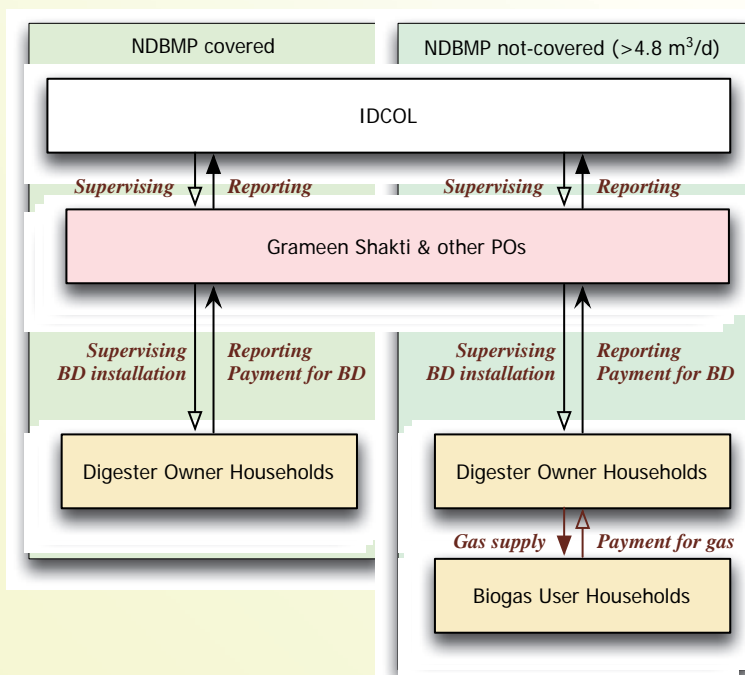 NDBMP covered
NDBMP not-covered (>4.8 m³/d)
IDCOL
Supervising
Reporting
Supervising
Reporting
Grameen Shakti & other POs
Supervising
BD installation
Reporting
Payment for BD
Supervising
BD installation
Reporting
Payment for BD
Digester Owner Households
Digester Owner Households
Gas supply
Payment for gas
Biogas User Households